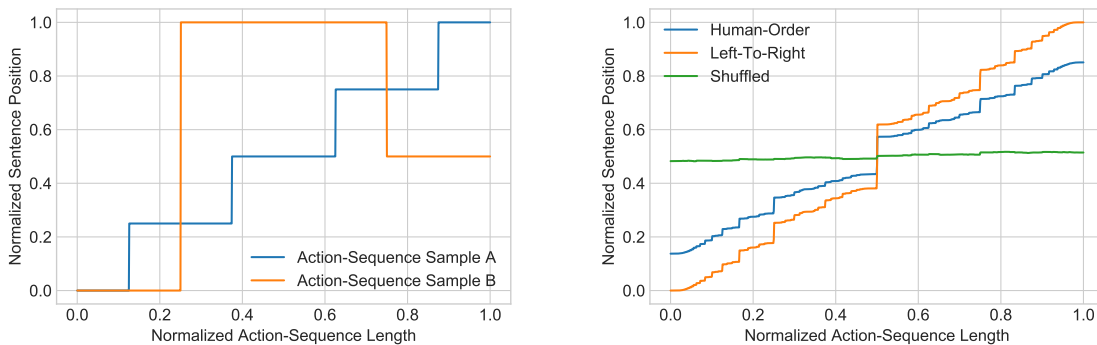 1.0
0.8
0.6
0.4
0.2
0.0
Normalized Sentence Position
Action-Sequence Sample A
Action-Sequence Sample B
0.0 0.2 0.4 0.6 0.8 1.0
Normalized Action-Sequence Length
1.0
0.8
0.6
0.4
0.2
0.0
Normalized Sentence Position
Human-Order
Left-To-Right
Shuffled
0.0 0.2 0.4 0.6 0.8 1.0
Normalized Action-Sequence Length